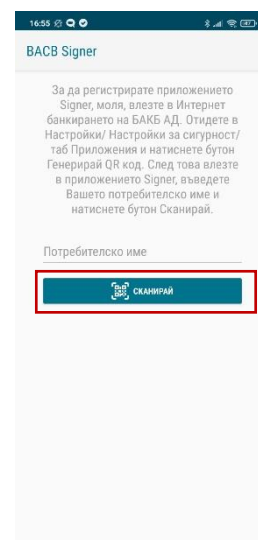 16:55 47
BACB Signer
За да регистрирате приложението
Signer, моля, влезте в Интернет
банкирането на БАКБ АД. Отидете в
Настройки/ Настройки за сигурност/
таб Приложения и натиснете бутон
Генерирай QR код. След това влезте
в приложението Signer, въведете
Вашето потребителско име и
натиснете бутон Сканирай.
Потребителско име
СКАНИРАЙ